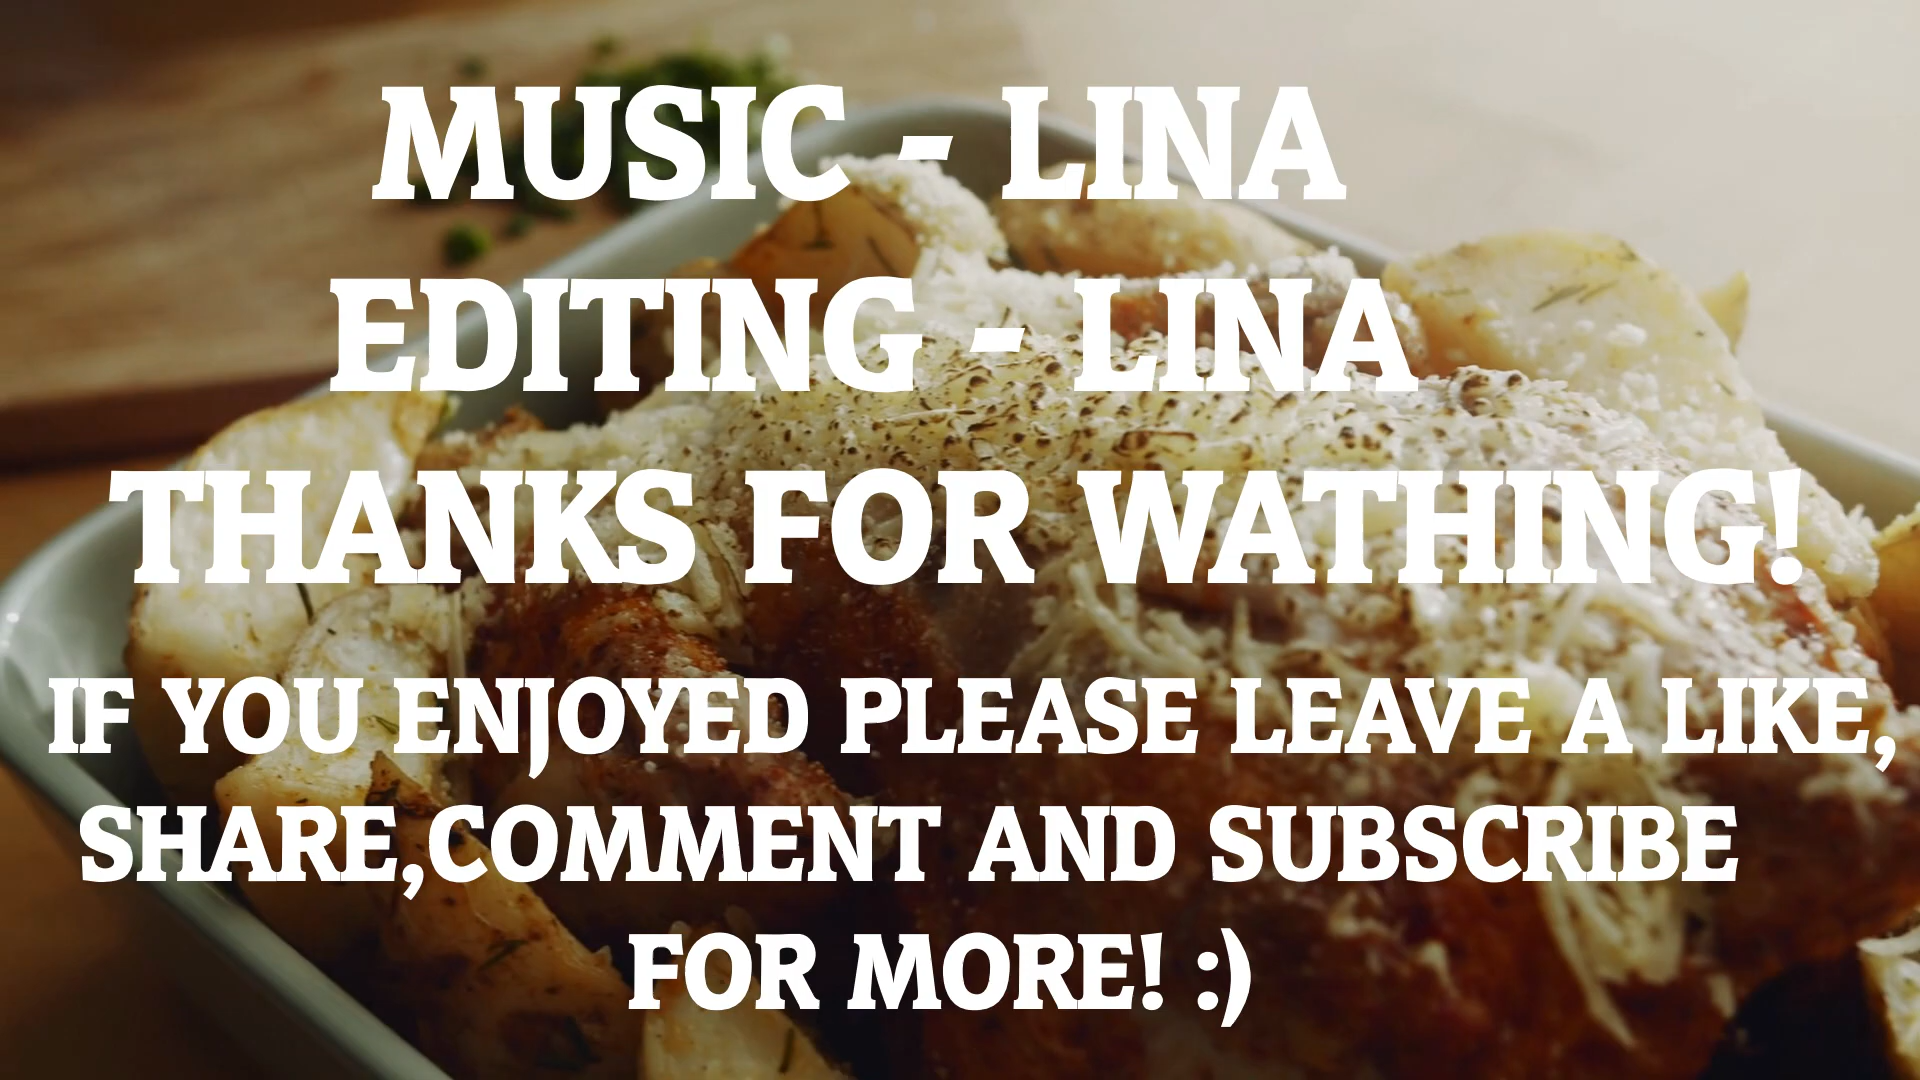 MUSIC - LINA
EDITING - LINA
THANKS FOR WATHING!
IF YOU ENJOYED PLEASE LEAVE A LIKE,
SHARE,COMMENT AND SUBSCRIBE
FOR MORE! :)